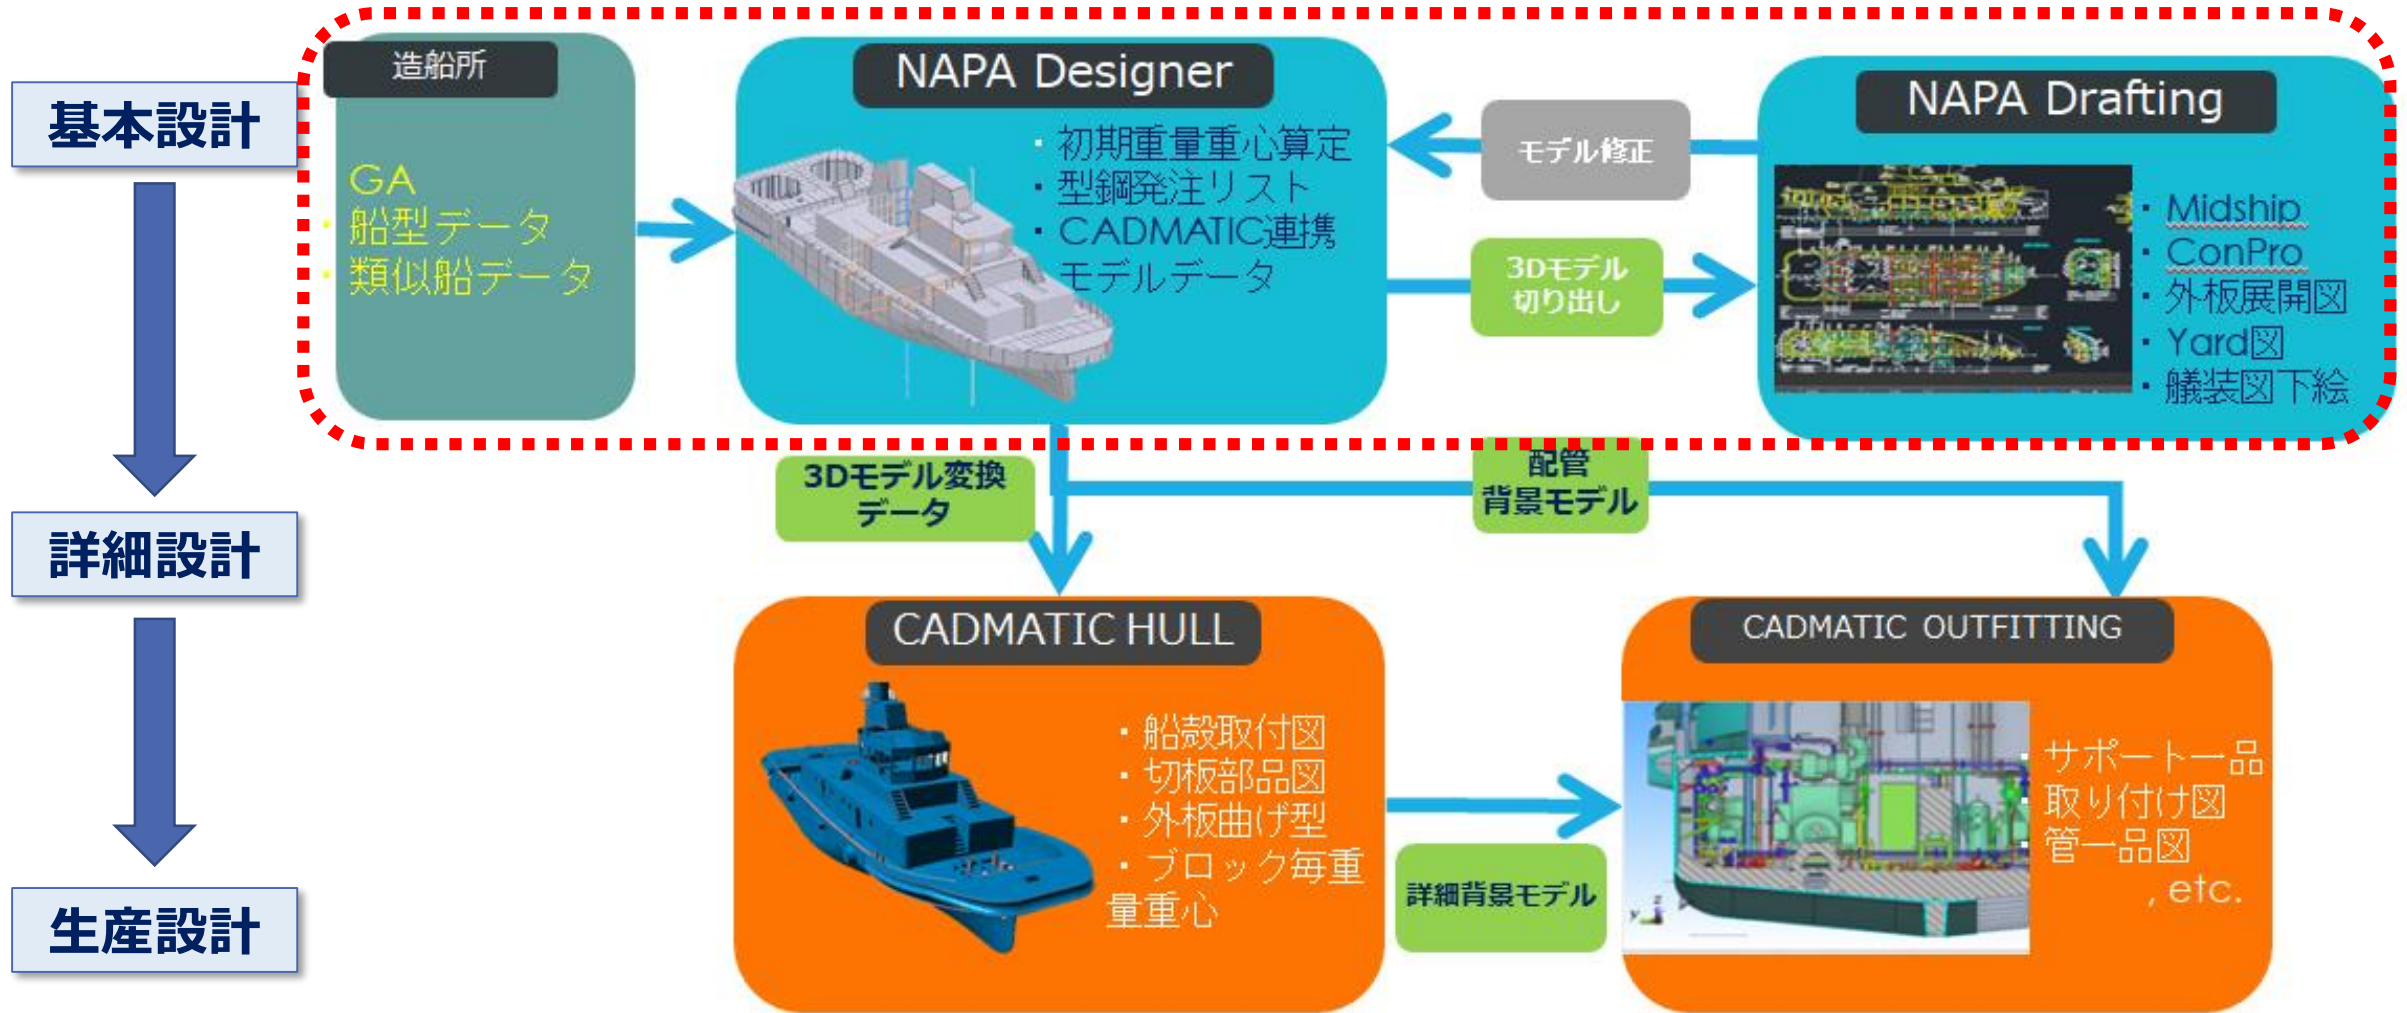 基本設計
詳細設計
生産設計
造船所
GA
・船型データ
・類似船データ
NAPA Designer
・初期重量重心算定
・型鋼発注リスト
・CADMATIC連携
モデルデータ
モデル修正
3Dモデル
切り出し
NAPA Drafting
・Midship
・ConPro
・外板展開図
・Yard図
・艤装図下絵
3Dモデル変換
データ
配管
背景モデル
CADMATIC HULL
・船殻取付図
・切板部品図
・外板曲げ型
・ブロック毎重
量重心
詳細背景モデル
CADMATIC OUTFITTING
・サポート一品
・取り付け図
・管一品図
, etc.
y
z